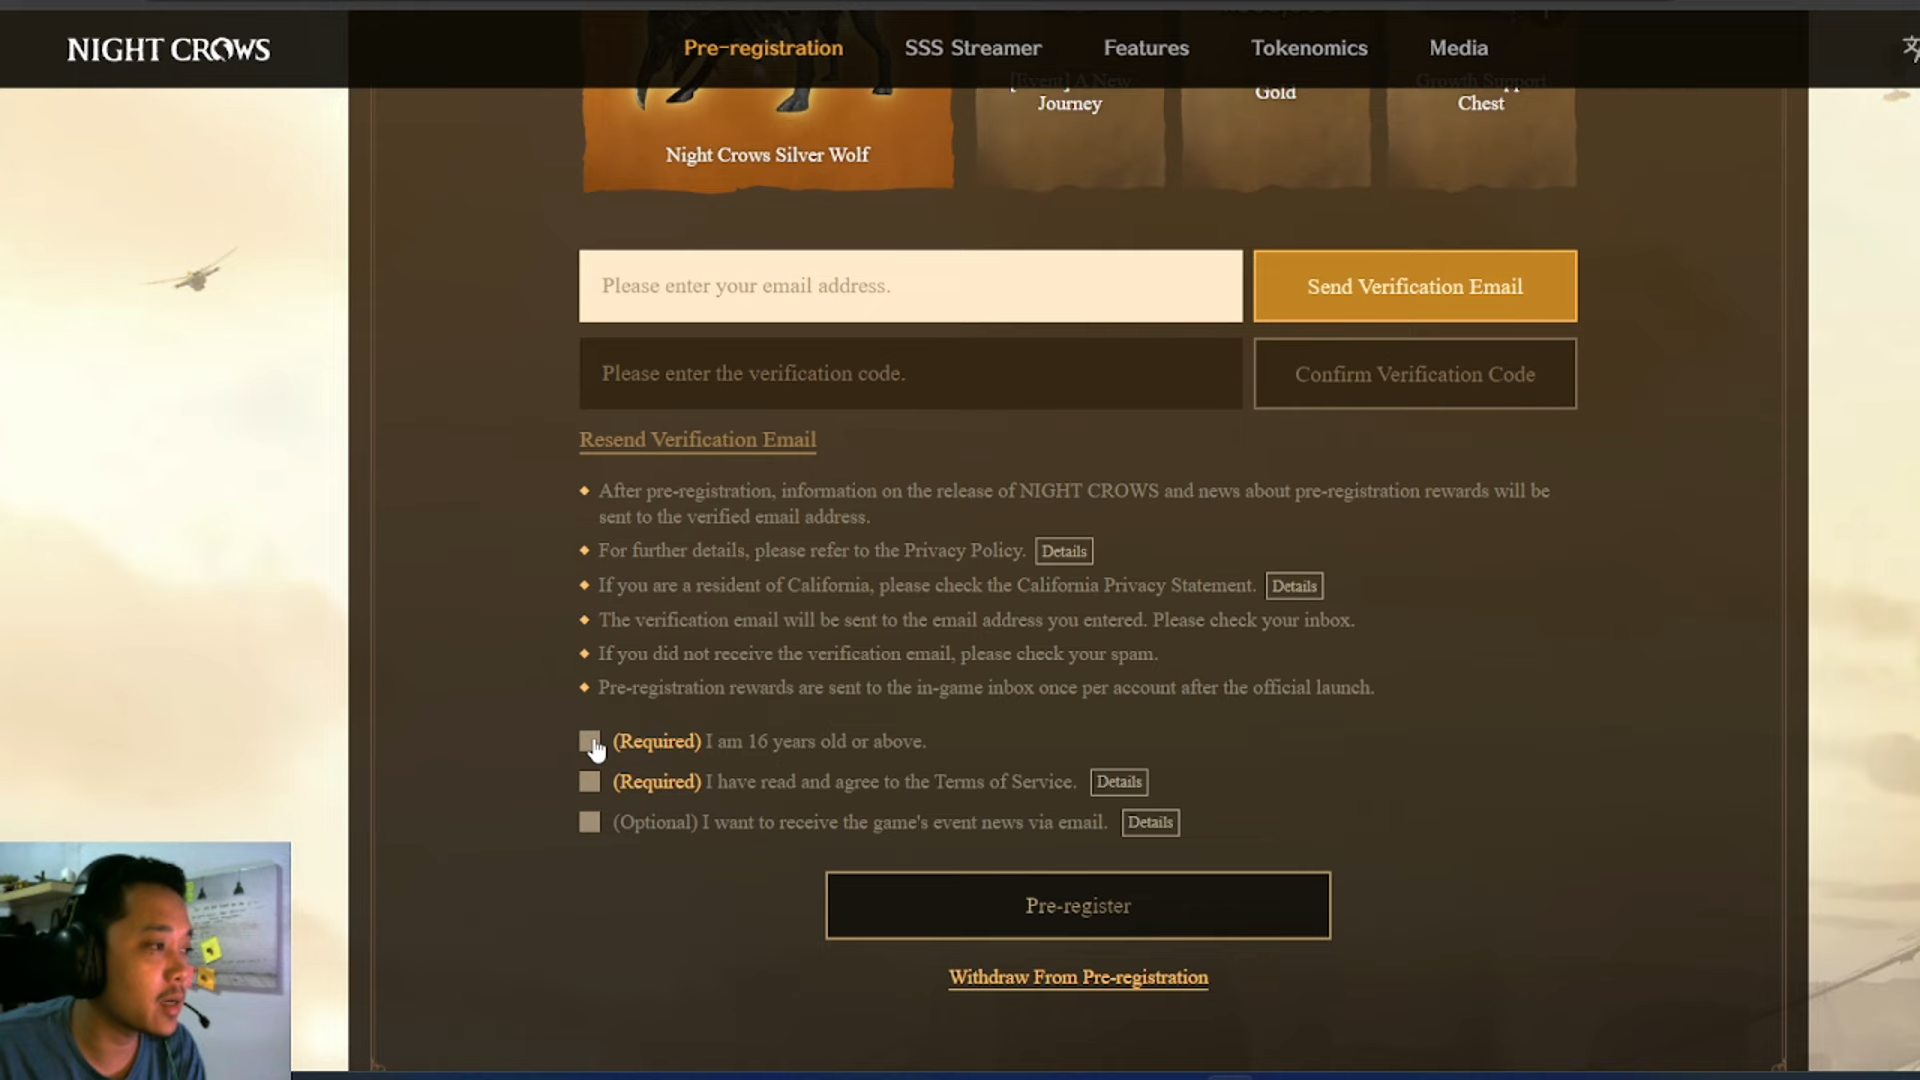 NIGHT CROWS
Pre-registration
SSS Streamer
Features
Tokenomics
Media
[Event] A New
Journey
Gold
Growth Support
Chest
Night Crows Silver Wolf
Please enter your email address.
Send Verification Email
Please enter the verification code.
Confirm Verification Code
Resend Verification Email
After pre-registration, information on the release of NIGHT CROWS and news about pre-registration rewards will be
sent to the verified email address.
For further details, please refer to the Privacy Policy. Details
If you are a resident of California, please check the California Privacy Statement. Details
The verification email will be sent to the email address you entered. Please check your inbox.
If you did not receive the verification email, please check your spam.
Pre-registration rewards are sent to the in-game inbox once per account after the official launch.
(Required) I am 16 years old or above.
(Required) I have read and agree to the Terms of Service. Details
(Optional) I want to receive the game's event news via email. Details
Pre-register
Withdraw From Pre-registration